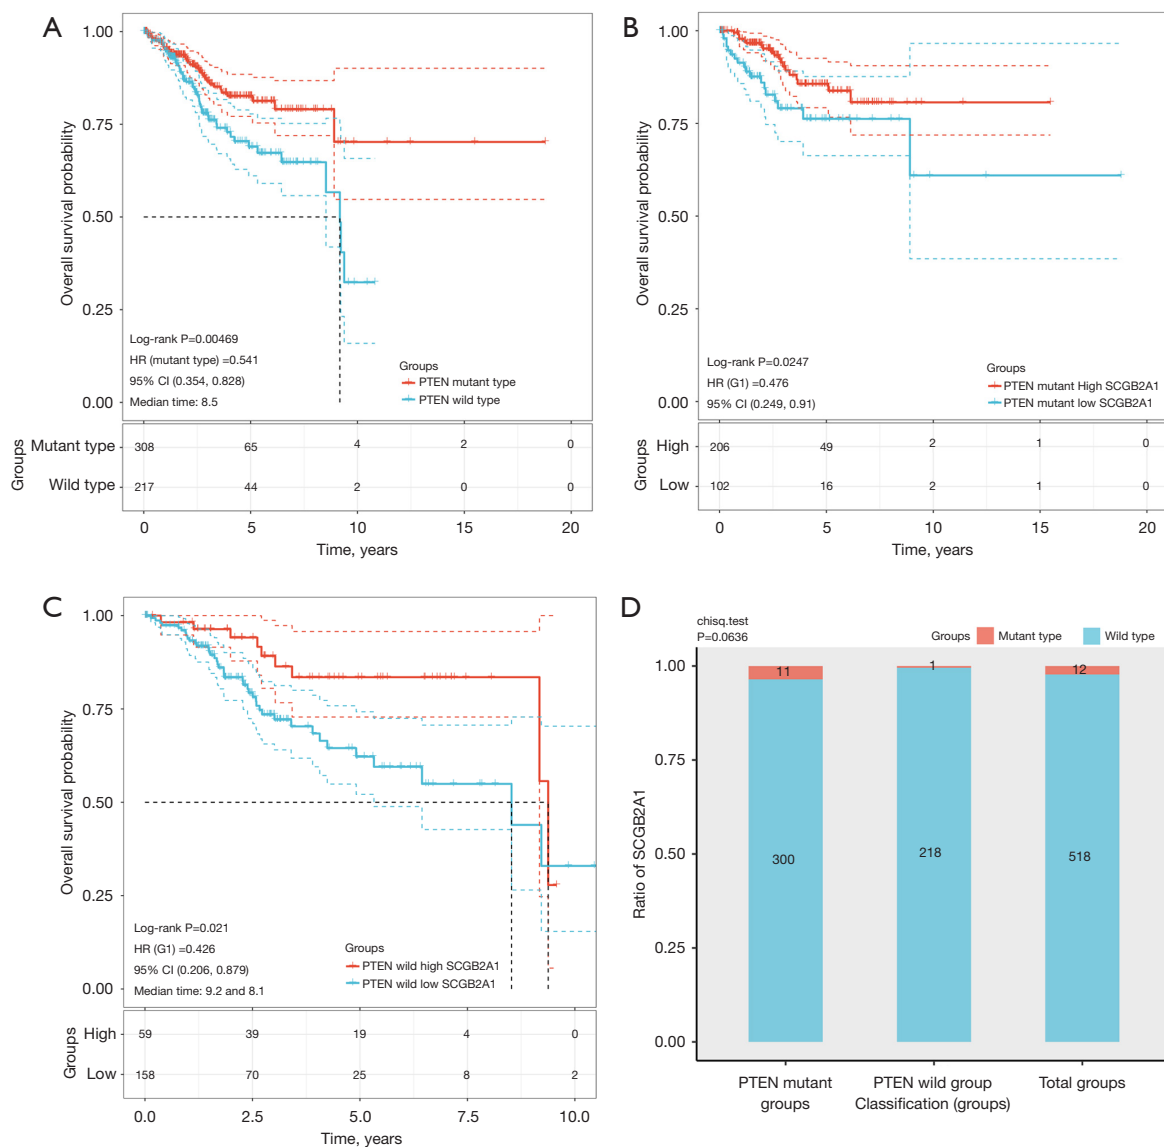 A
1.00
0.75
0.50
0.25
0.00
Overall survival probability
Log-rank P=0.00469
HR (mutant type) =0.541
95% CI (0.354, 0.828)
Median time: 8.5
Groups
PTEN mutant type
PTEN wild type
Groups
Mutant type 308 65 4 2 0
Wild type 217 44 2 0 0
0 5 10 15 20
Time, years
B
1.00
0.75
0.50
0.25
0.00
Overall survival probability
Log-rank P=0.0247
HR (G1) =0.476
95% CI (0.249, 0.91)
Groups
PTEN mutant High SCGB2A1
PTEN mutant low SCGB2A1
Groups
High 206 49 2 1 0
Low 102 16 2 1 0
0 5 10 15 20
Time, years
C
1.00
0.75
0.50
0.25
0.00
Overall survival probability
Log-rank P=0.021
HR (G1) =0.426
95% CI (0.206, 0.879)
Median time: 9.2 and 8.1
Groups
PTEN wild high SCGB2A1
PTEN wild low SCGB2A1
Groups
High 59 39 19 4 0
Low 158 70 25 8 2
0.0 2.5 5.0 7.5 10.0
Time, years
D
chisq.test
P=0.0636
Groups Mutant type Wild type
1.00
0.75
0.50
0.25
0.00
Ratio of SCGB2A1
11 1 12
300 218 518
PTEN mutant groups
PTEN wild group
Total groups
Classification (groups)